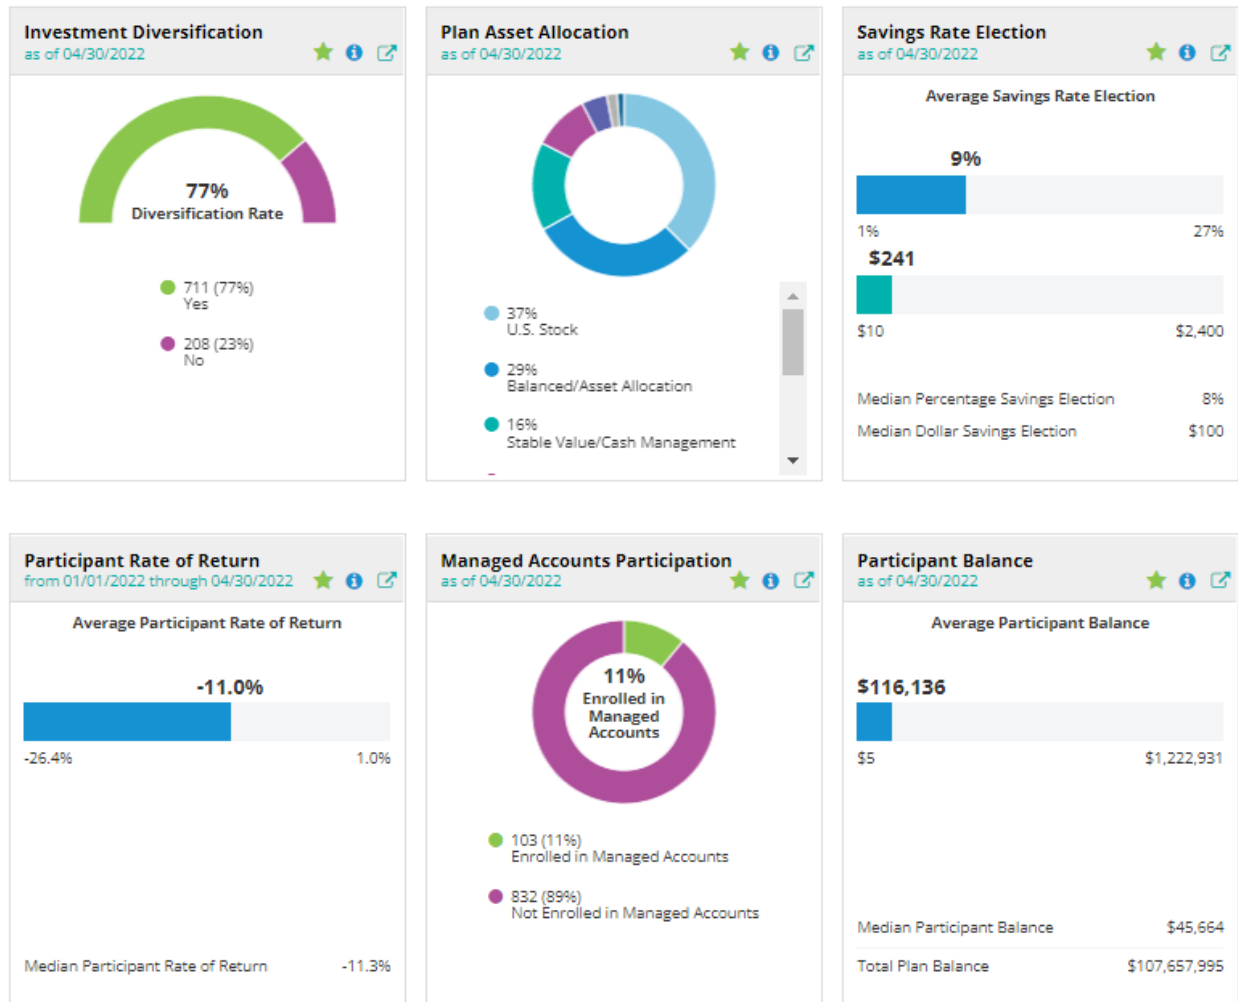 Investment Diversification
as of 04/30/2022
77%
Diversification Rate
711 (77%)
Yes
208 (23%)
No
Plan Asset Allocation
as of 04/30/2022
37%
U.S. Stock
29%
Balanced/Asset Allocation
16%
Stable Value/Cash Management
Savings Rate Election
as of 04/30/2022
Average Savings Rate Election
9%
1% 27%
$241
$10 $2,400
Median Percentage Savings Election 8%
Median Dollar Savings Election $100
Participant Rate of Return
from 01/01/2022 through 04/30/2022
Average Participant Rate of Return
-11.0%
-26.4% 1.0%
Median Participant Rate of Return -11.3%
Managed Accounts Participation
as of 04/30/2022
11%
Enrolled in
Managed
Accounts
103 (11%)
Enrolled in Managed Accounts
832 (89%)
Not Enrolled in Managed Accounts
Participant Balance
as of 04/30/2022
Average Participant Balance
$116,136
$5 $1,222,931
Median Participant Balance $45,664
Total Plan Balance $107,657,995